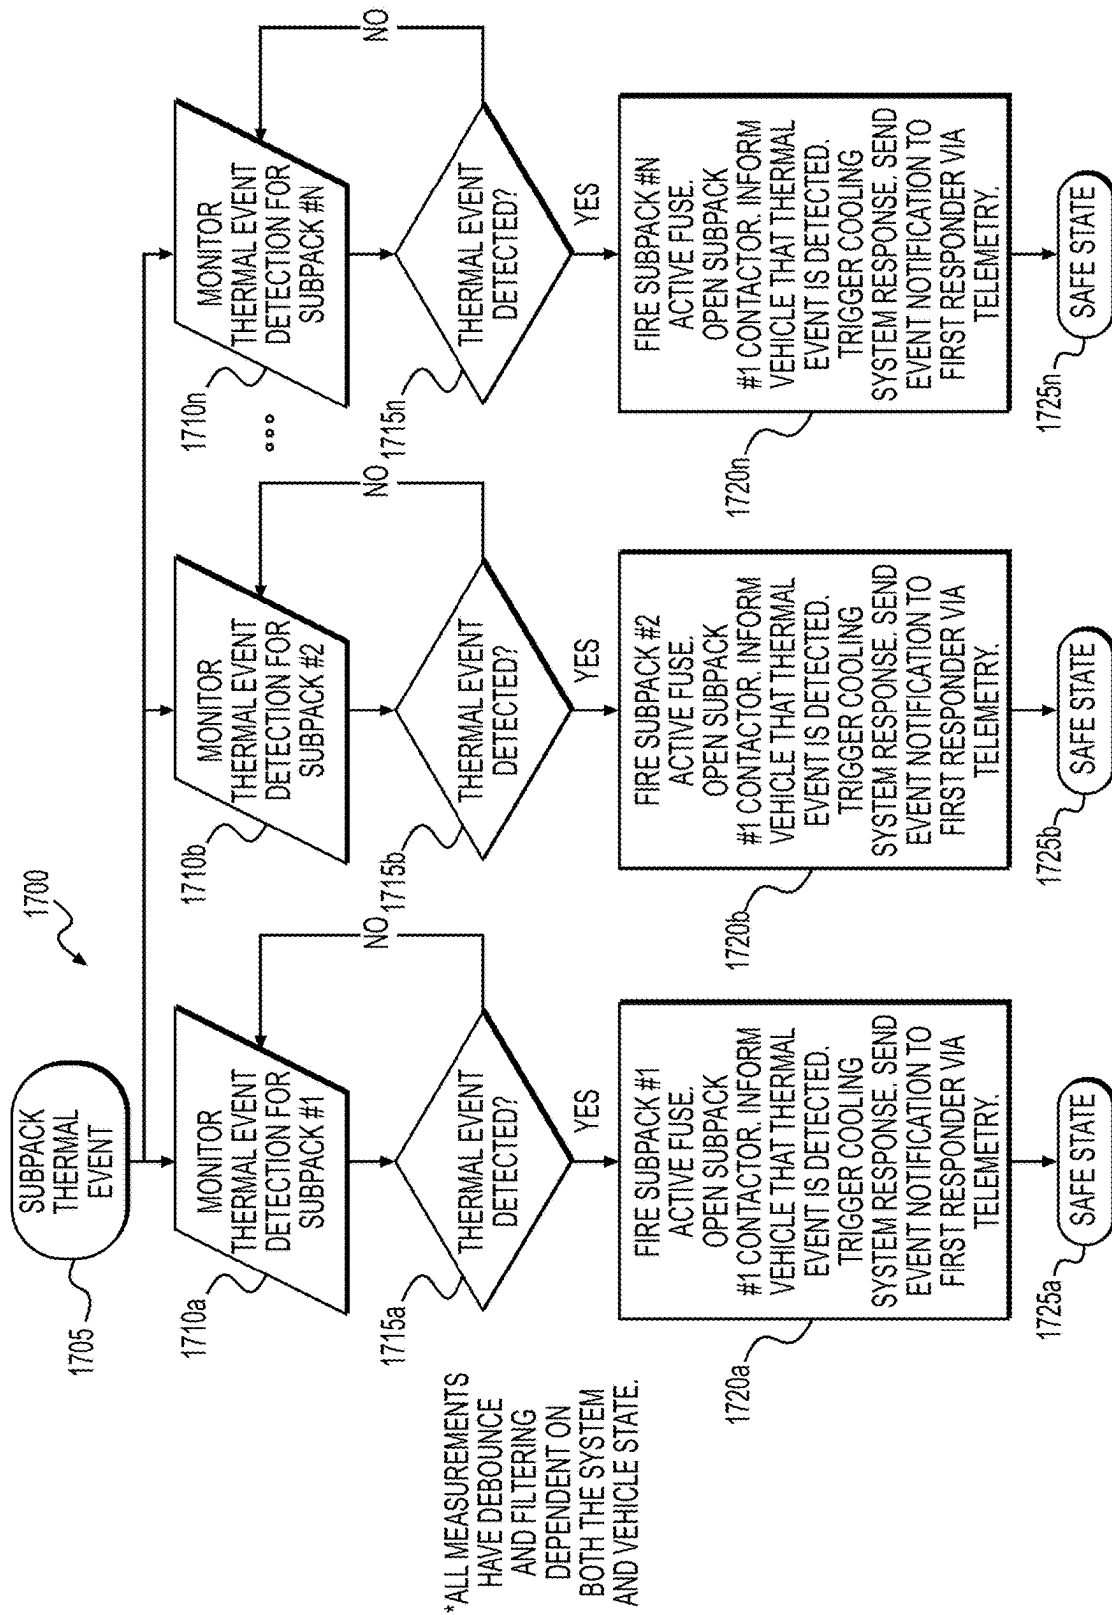 1700
SUBPACK
THERMAL
EVENT
1705
MONITOR
THERMAL EVENT
DETECTION FOR
SUBPACK #1
1710a
NO
THERMAL EVENT
DETECTED?
1715a
YES
FIRE SUBPACK #1
ACTIVE FUSE.
OPEN SUBPACK
#1 CONTACTOR. INFORM
VEHICLE THAT THERMAL
EVENT IS DETECTED.
TRIGGER COOLING
SYSTEM RESPONSE. SEND
EVENT NOTIFICATION TO
FIRST RESPONDER VIA
TELEMETRY.
1720a
SAFE STATE
1725a
MONITOR
THERMAL EVENT
DETECTION FOR
SUBPACK #2
1710b
NO
THERMAL EVENT
DETECTED?
1715b
YES
FIRE SUBPACK #2
ACTIVE FUSE.
OPEN SUBPACK
#1 CONTACTOR. INFORM
VEHICLE THAT THERMAL
EVENT IS DETECTED.
TRIGGER COOLING
SYSTEM RESPONSE. SEND
EVENT NOTIFICATION TO
FIRST RESPONDER VIA
TELEMETRY.
1720b
SAFE STATE
1725b
...
MONITOR
THERMAL EVENT
DETECTION FOR
SUBPACK #N
1710n
NO
THERMAL EVENT
DETECTED?
1715n
YES
FIRE SUBPACK #N
ACTIVE FUSE.
OPEN SUBPACK
#1 CONTACTOR. INFORM
VEHICLE THAT THERMAL
EVENT IS DETECTED.
TRIGGER COOLING
SYSTEM RESPONSE. SEND
EVENT NOTIFICATION TO
FIRST RESPONDER VIA
TELEMETRY.
1720n
SAFE STATE
1725n
*ALL MEASUREMENTS
HAVE DEBOUNCE
AND FILTERING
DEPENDENT ON
BOTH THE SYSTEM
AND VEHICLE STATE.